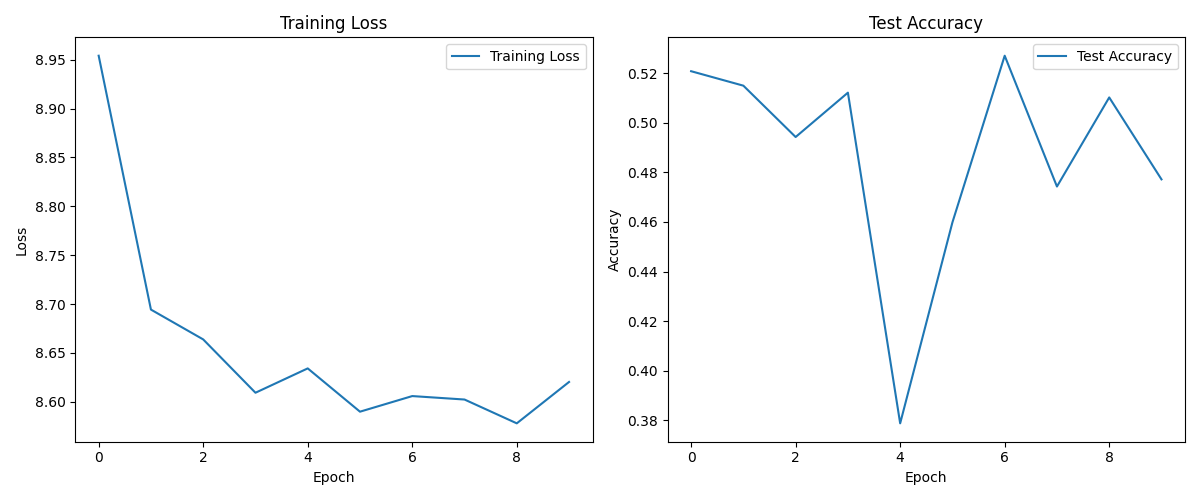 Training Loss
Training Loss
8.95
8.90
8.85
8.80
8.75
8.70
8.65
8.60
Loss
0 2 4 6 8
Epoch
Test Accuracy
Test Accuracy
0.52
0.50
0.48
0.46
0.44
0.42
0.40
0.38
Accuracy
0 2 4 6 8
Epoch